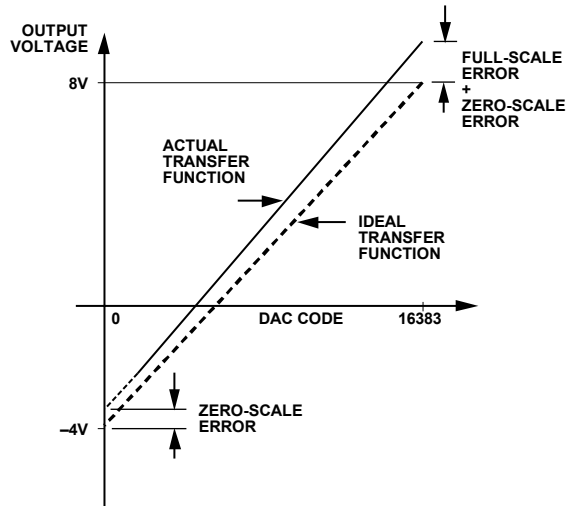 OUTPUT
VOLTAGE
8V
FULL-SCALE
ERROR
+
ZERO-SCALE
ERROR
ACTUAL
TRANSFER
FUNCTION
IDEAL
TRANSFER
FUNCTION
0
DAC CODE
16383
ZERO-SCALE
ERROR
–4V